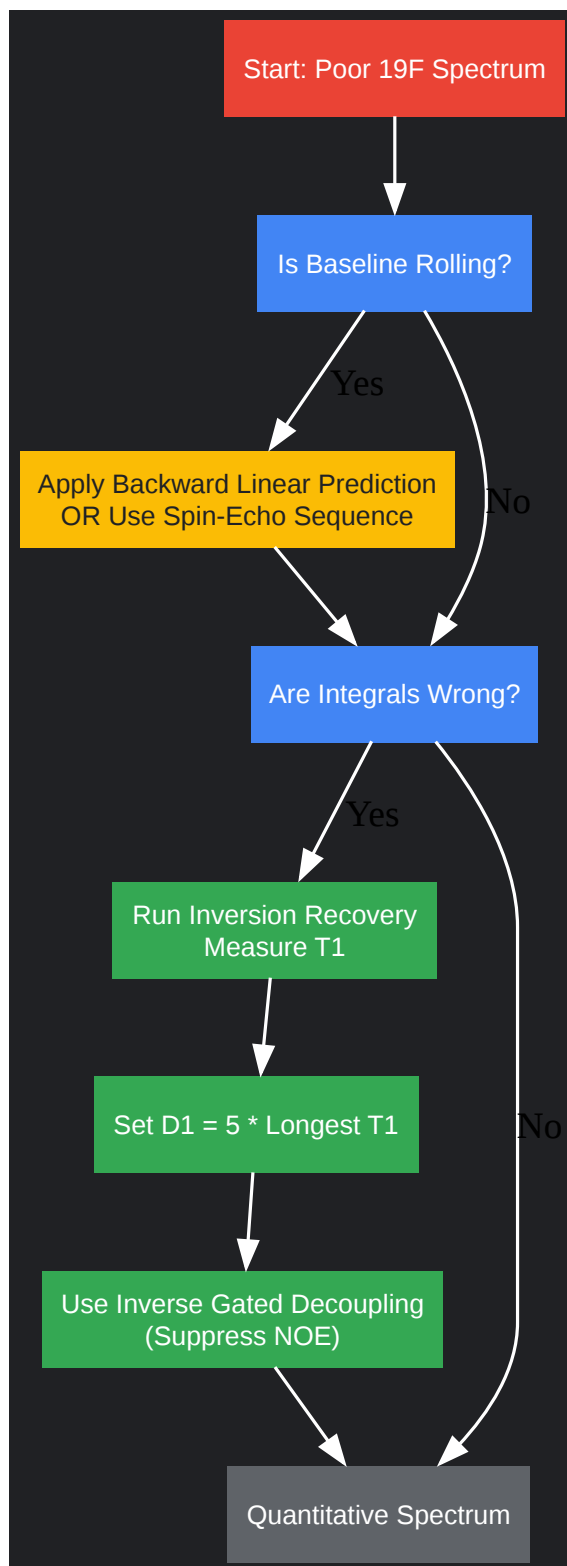 Start: Poor 19F Spectrum
Is Baseline Rolling?
Yes
Apply Backward Linear Prediction
OR Use Spin-Echo Sequence
No
Are Integrals Wrong?
Yes
Run Inversion Recovery
Measure T1
Set D1 = 5 * Longest T1
No
Use Inverse Gated Decoupling
(Suppress NOE)
Quantitative Spectrum